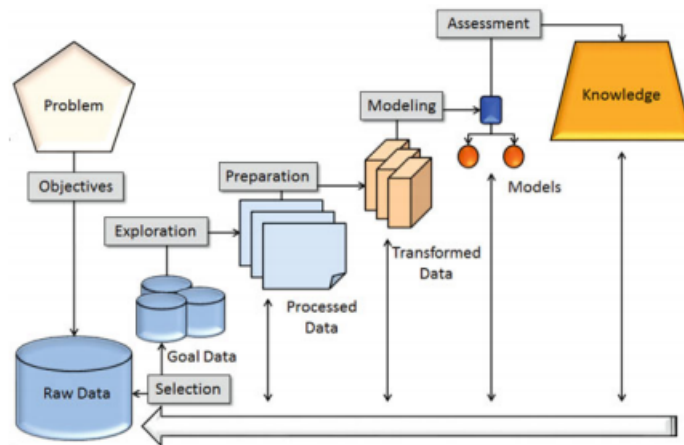 Assessment
Problem
Knowledge
Modeling
Objectives
Preparation
Models
Exploration
Transformed
Data
Processed
Data
Goal Data
Raw Data
Selection